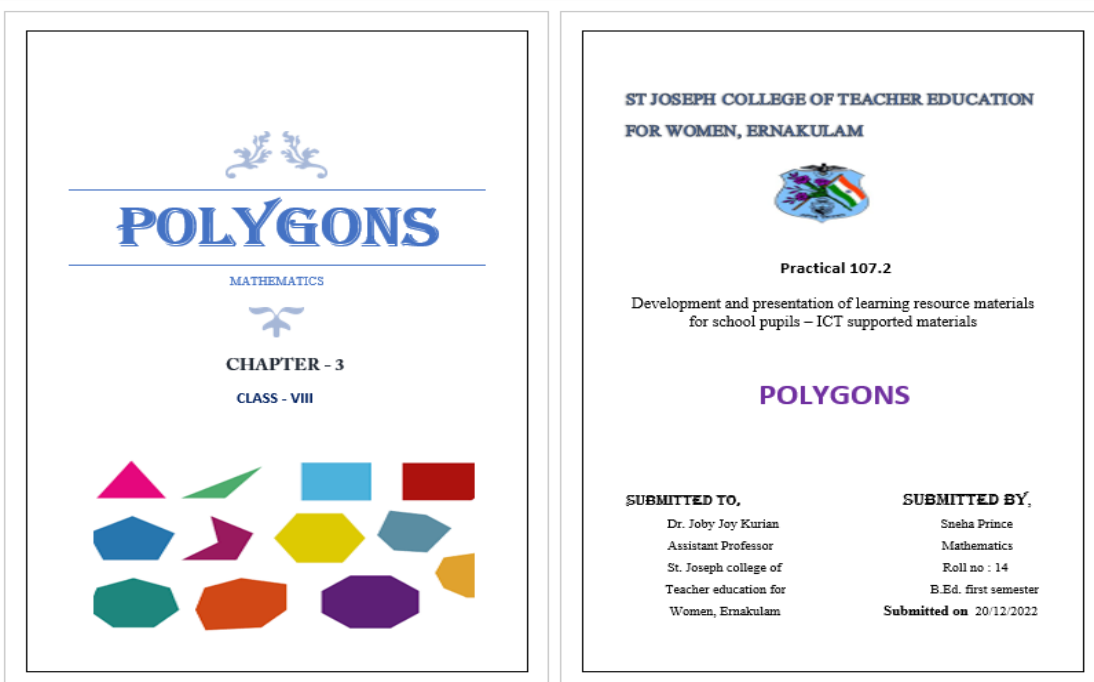 POLYGONS
MATHEMATICS
CHAPTER - 3
CLASS - VIII
ST JOSEPH COLLEGE OF TEACHER EDUCATION
FOR WOMEN, ERNAKULAM
Practical 107.2
Development and presentation of learning resource materials
for school pupils – ICT supported materials
POLYGONS
SUBMITTED TO,
Dr. Joby Joy Kurian
Assistant Professor
St. Joseph college of
Teacher education for
Women, Ernakulam
SUBMITTED BY,
Sneha Prince
Mathematics
Roll no : 14
B.Ed. first semester
Submitted on 20/12/2022